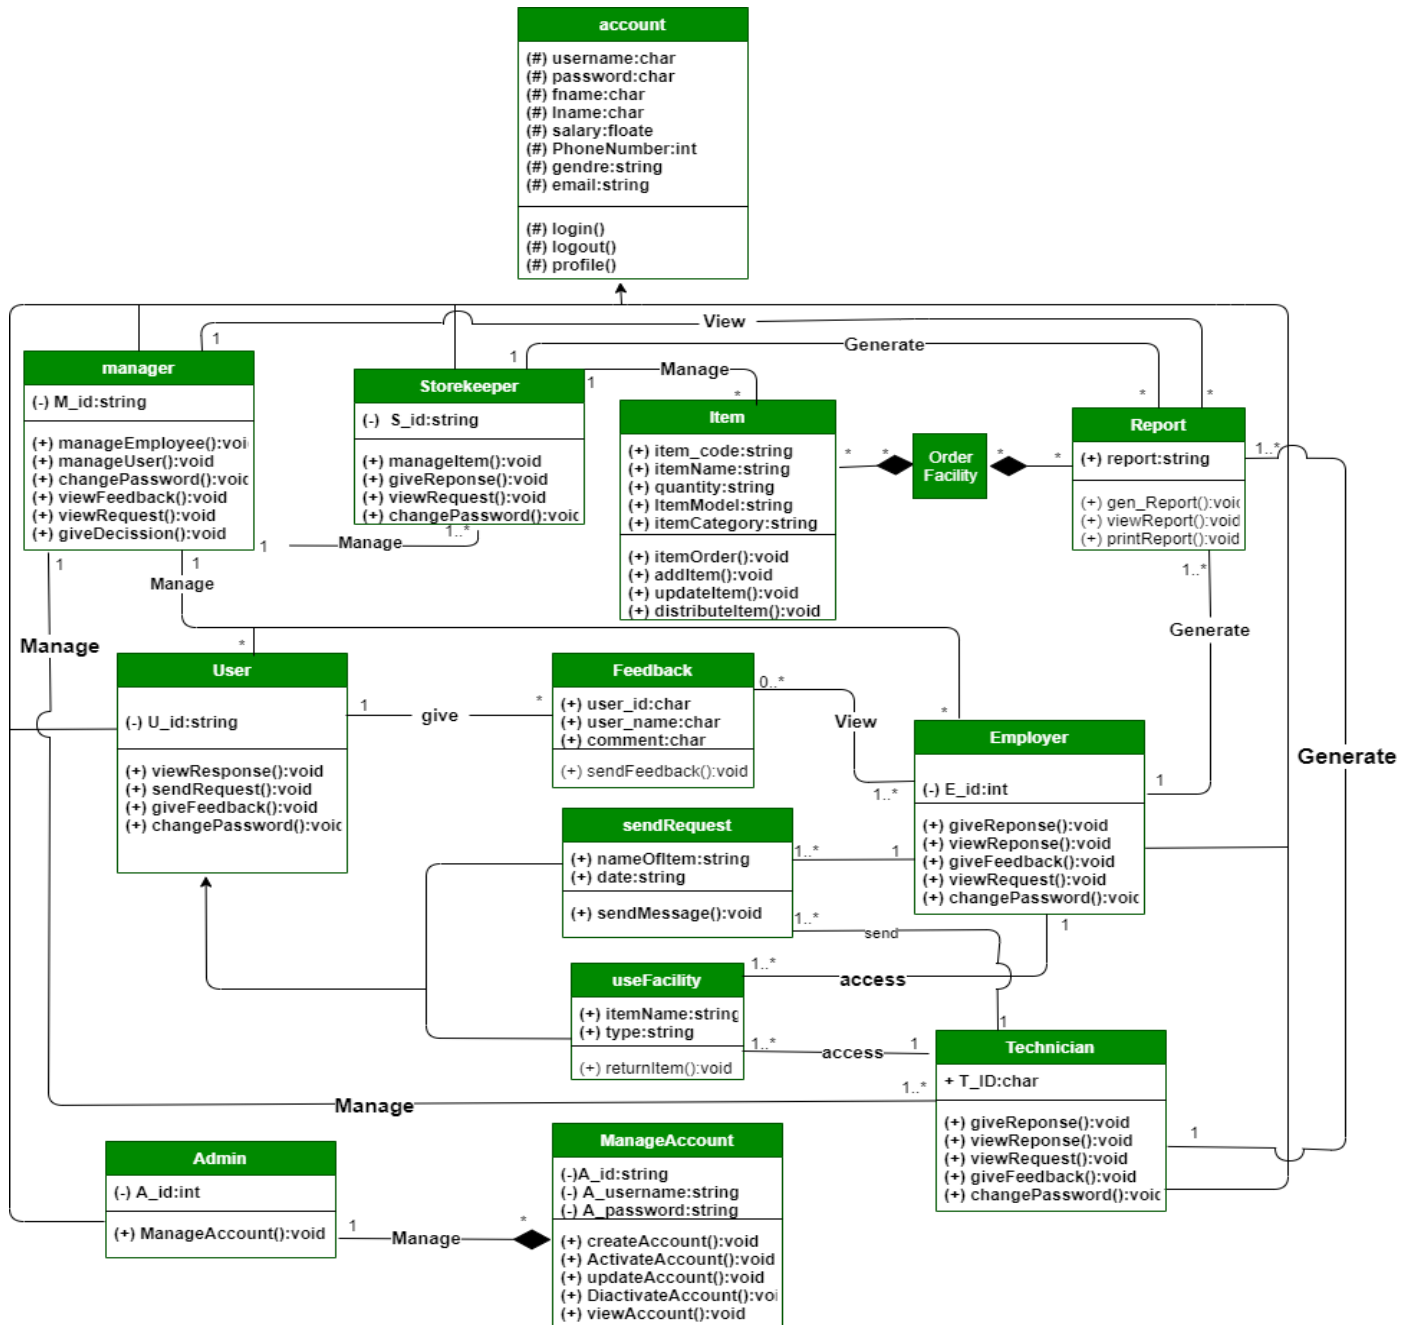 account
(#) username:char
(#) password:char
(#) fname:char
(#) lname:char
(#) salary:floate
(#) PhoneNumber:int
(#) gendre:string
(#) email:string
(#) login()
(#) logout()
(#) profile()
View
1
*
Generate
1
*
Manage
1
*
manager
(-) M_id:string
(+) manageEmployee():voi
(+) manageUser():void
(+) changePassword():voic
(+) viewFeedback():void
(+) viewRequest():void
(+) giveDecission():void
Storekeeper
(-) S_id:string
(+) manageItem():void
(+) giveReponse():void
(+) viewRequest():void
(+) changePassword():voic
Item
(+) item_code:string
(+) itemName:string
(+) quantity:string
(+) ItemModel:string
(+) itemCategory:string
(+) itemOrder():void
(+) addItem():void
(+) updateItem():void
(+) distributeItem():void
* *
Order
Facility
* *
Report
(+) report:string
(+) gen_Report():voic
(+) viewReport():void
(+) printReport():void
1..*
1
Manage
1..*
1
Manage
1
Manage
*
1..*
Generate
1
Generate
1
User
(-) U_id:string
(+) viewResponse():void
(+) sendRequest():void
(+) giveFeedback():void
(+) changePassword():voic
1
give
*
Feedback
(+) user_id:char
(+) user_name:char
(+) comment:char
(+) sendFeedback():void
0..*
View
1..*
*
Employer
(-) E_id:int
(+) giveReponse():void
(+) viewReponse():void
(+) giveFeedback():void
(+) viewRequest():void
(+) changePassword():voic
sendRequest
(+) nameOfItem:string
(+) date:string
(+) sendMessage():void
1..*
1
1..*
send
1
useFacility
(+) itemName:string
(+) type:string
(+) returnItem():void
1..*
access
1
1..*
access
1
1..*
Technician
+ T_ID:char
(+) giveReponse():void
(+) viewReponse():void
(+) viewRequest():void
(+) giveFeedback():void
(+) changePassword():voic
Admin
(-) A_id:int
(+) ManageAccount():void
1
Manage
*
ManageAccount
(-)A_id:string
(-) A_username:string
(-) A_password:string
(+) createAccount():void
(+) ActivateAccount():void
(+) updateAccount():void
(+) DiactivateAccount():voi
(+) viewAccount():void